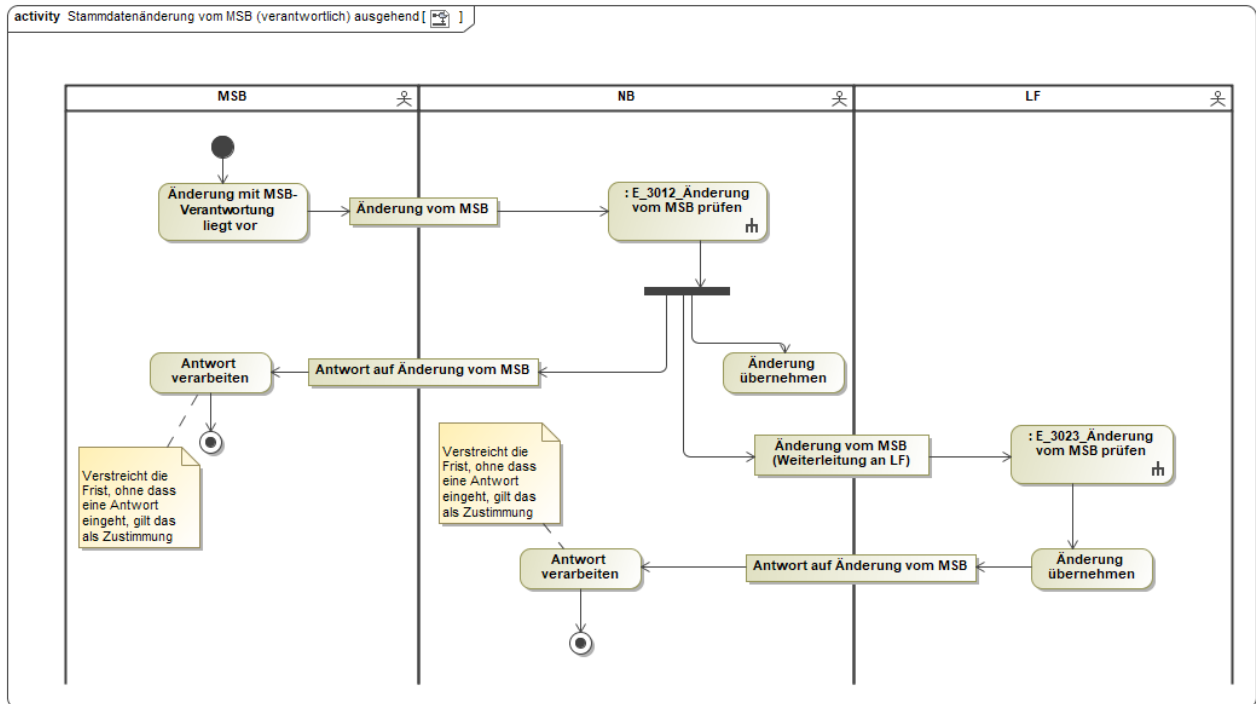 activity Stammdatenänderung vom MSB (verantwortlich) ausgehend [ ]
MSB
NB
LF
Änderung mit MSB-
Verantwortung
liegt vor
Änderung vom MSB
: E_3012_Änderung
vom MSB prüfen
Antwort
verarbeiten
Antwort auf Änderung vom MSB
Änderung
übernehmen
Verstreicht die
Frist, ohne dass
eine Antwort
eingeht, gilt das
als Zustimmung
Verstreicht die
Frist, ohne dass
eine Antwort
eingeht, gilt das
als Zustimmung
Änderung vom MSB
(Weiterleitung an LF)
: E_3023_Änderung
vom MSB prüfen
Antwort
verarbeiten
Antwort auf Änderung vom MSB
Änderung
übernehmen